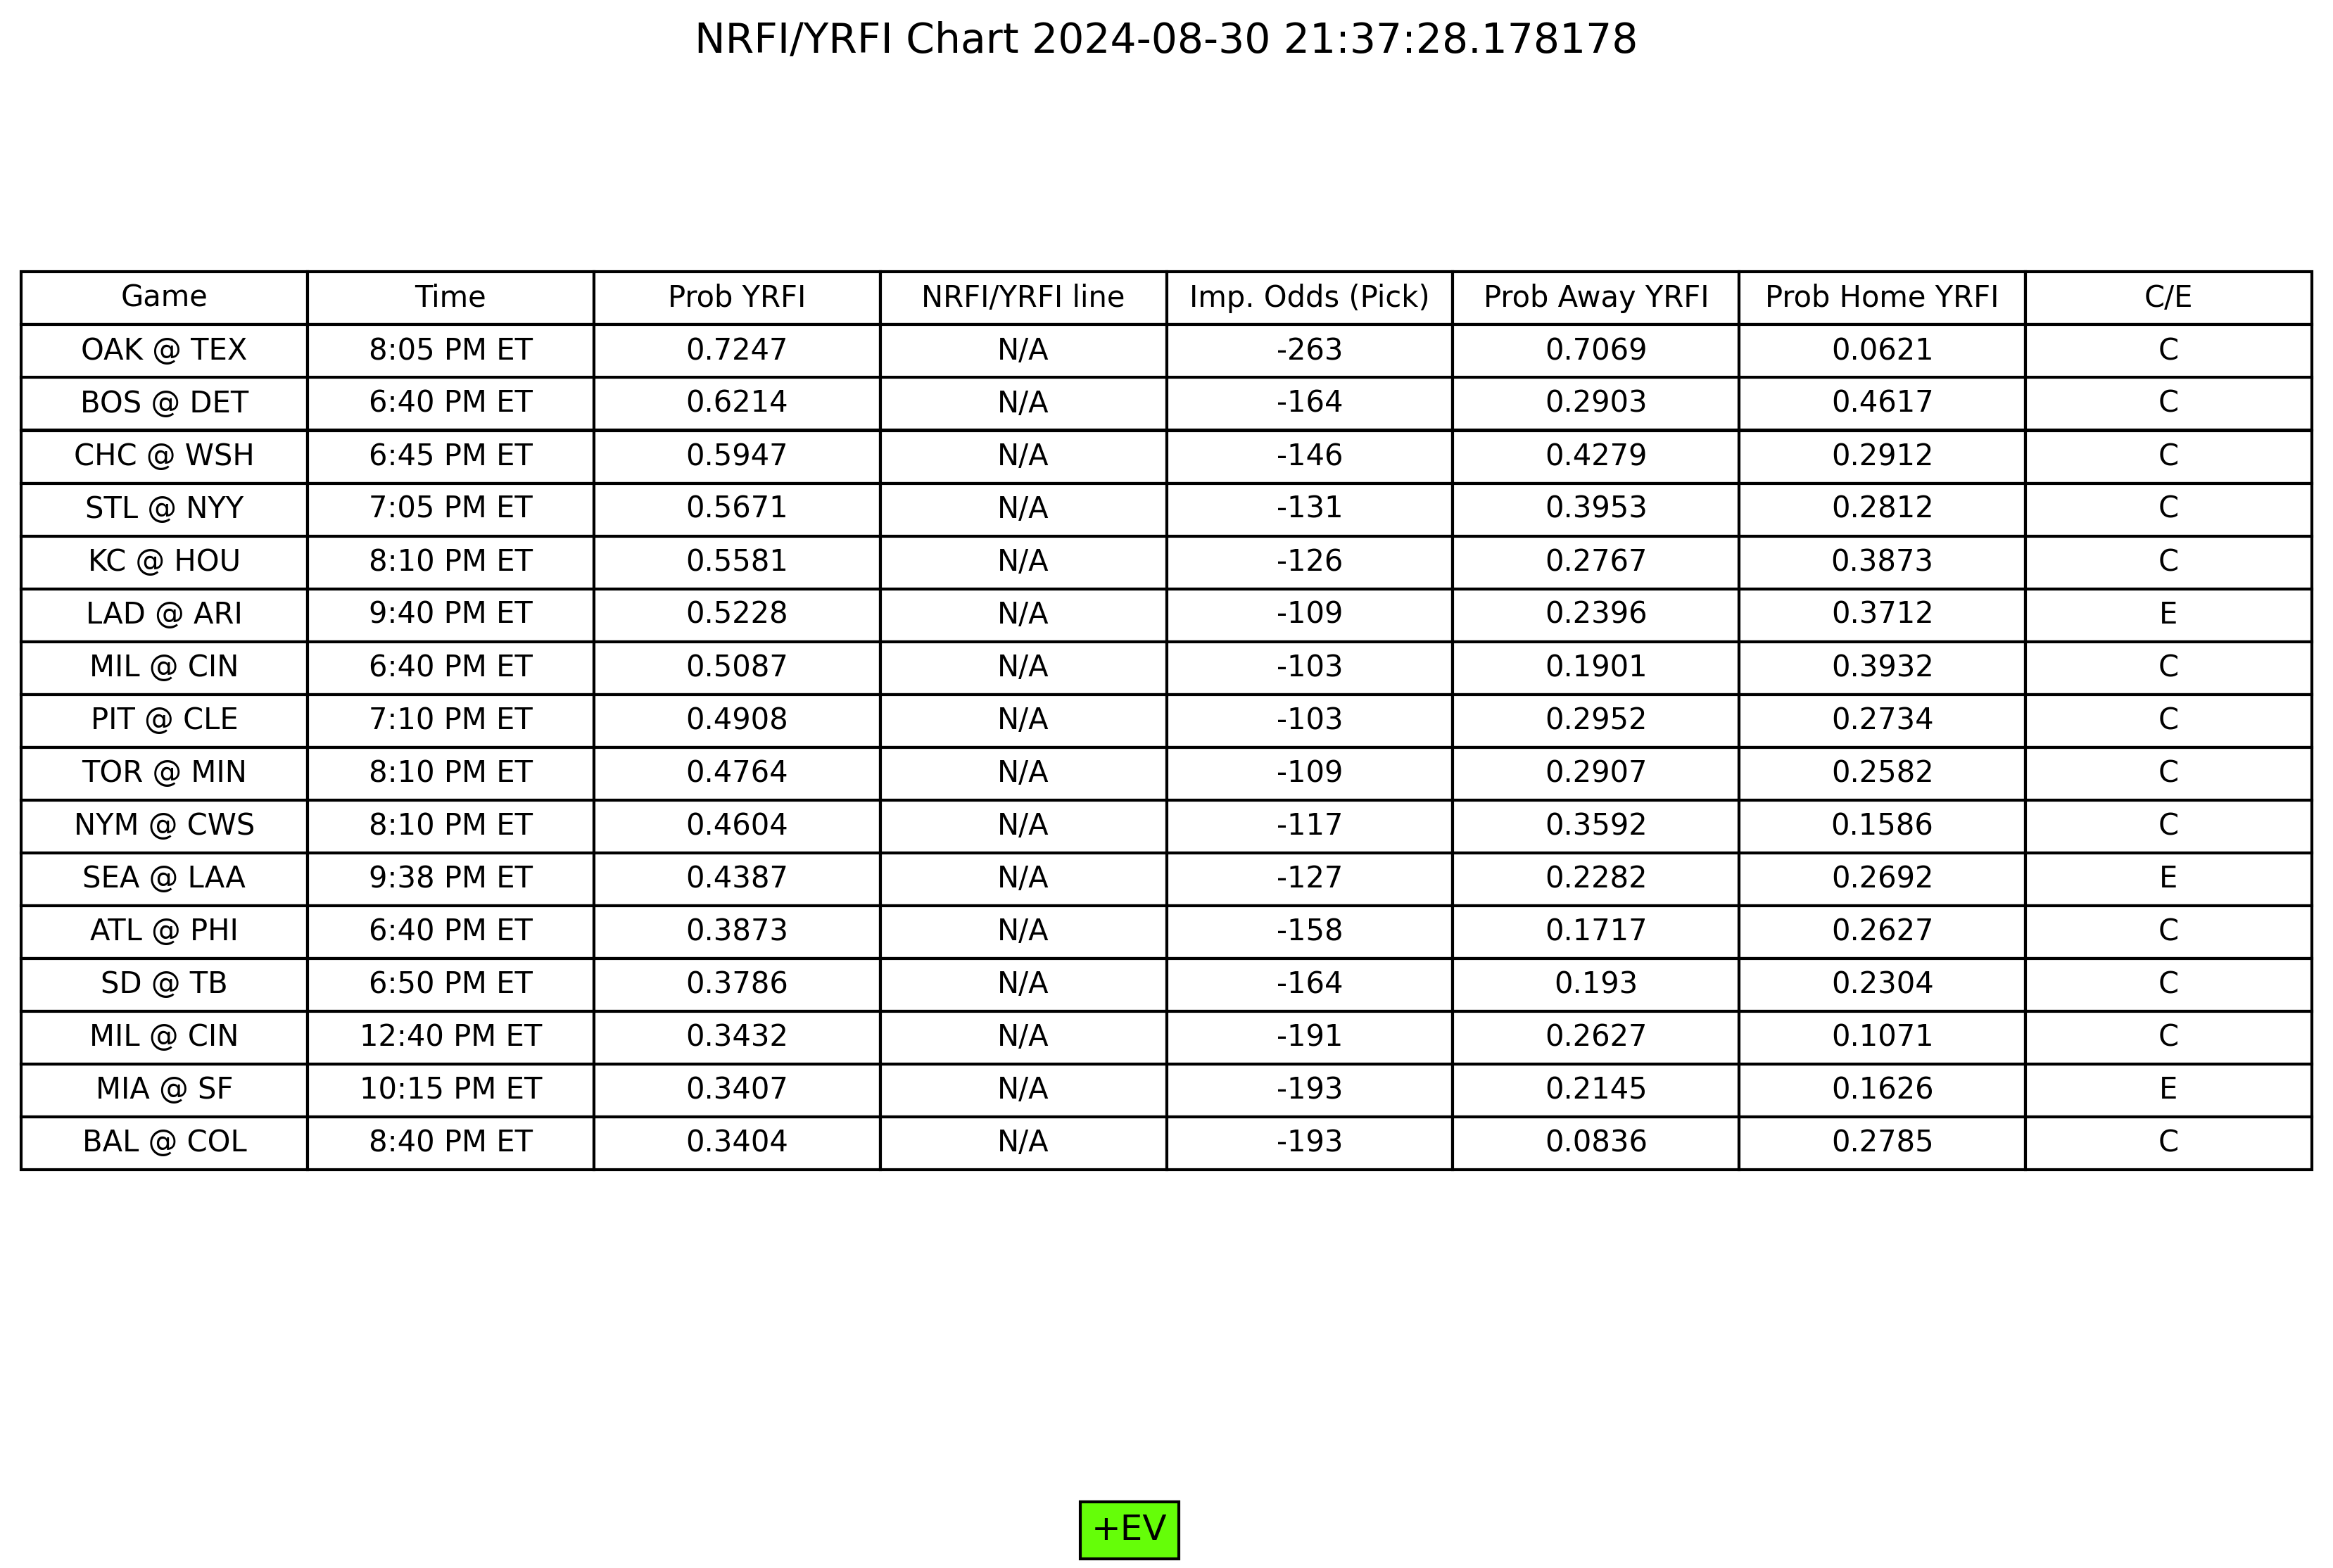 NRFI/YRFI Chart 2024-08-30 21:37:28.178178
Game Time Prob YRFI NRFI/YRFI line Imp. Odds (Pick) Prob Away YRFI Prob Home YRFI C/E
OAK @ TEX 8:05 PM ET 0.7247 N/A -263 0.7069 0.0621 C
BOS @ DET 6:40 PM ET 0.6214 N/A -164 0.2903 0.4617 C
CHC @ WSH 6:45 PM ET 0.5947 N/A -146 0.4279 0.2912 C
STL @ NYY 7:05 PM ET 0.5671 N/A -131 0.3953 0.2812 C
KC @ HOU 8:10 PM ET 0.5581 N/A -126 0.2767 0.3873 C
LAD @ ARI 9:40 PM ET 0.5228 N/A -109 0.2396 0.3712 E
MIL @ CIN 6:40 PM ET 0.5087 N/A -103 0.1901 0.3932 C
PIT @ CLE 7:10 PM ET 0.4908 N/A -103 0.2952 0.2734 C
TOR @ MIN 8:10 PM ET 0.4764 N/A -109 0.2907 0.2582 C
NYM @ CWS 8:10 PM ET 0.4604 N/A -117 0.3592 0.1586 C
SEA @ LAA 9:38 PM ET 0.4387 N/A -127 0.2282 0.2692 E
ATL @ PHI 6:40 PM ET 0.3873 N/A -158 0.1717 0.2627 C
SD @ TB 6:50 PM ET 0.3786 N/A -164 0.193 0.2304 C
MIL @ CIN 12:40 PM ET 0.3432 N/A -191 0.2627 0.1071 C
MIA @ SF 10:15 PM ET 0.3407 N/A -193 0.2145 0.1626 E
BAL @ COL 8:40 PM ET 0.3404 N/A -193 0.0836 0.2785 C
+EV